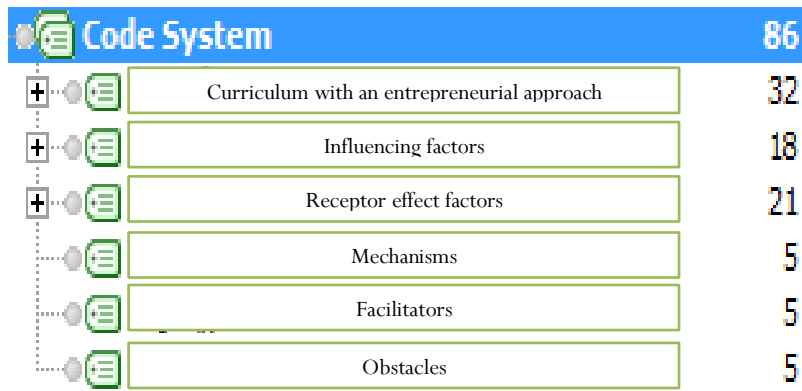 Code System 86
Curriculum with an entrepreneurial approach 32
Influencing factors 18
Receptor effect factors 21
Mechanisms 5
Facilitators 5
Obstacles 5